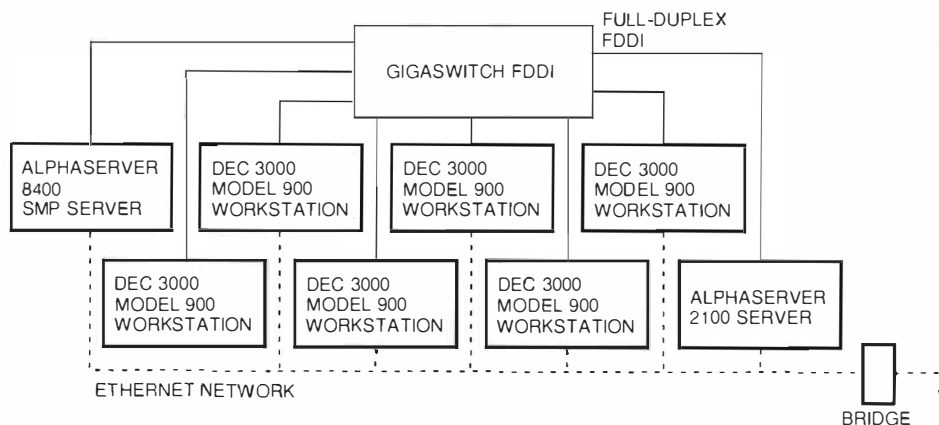 FULL-DUPLEX
FDDI
GIGASWITCH FDDI
ALPHASERVER
8400
SMP SERVER
DEC 3000
MODEL 900
WORKSTATION
DEC 3000
MODEL 900
WORKSTATION
DEC 3000
MODEL 900
WORKSTATION
DEC 3000
MODEL 900
WORKSTATION
DEC 3000
MODEL 900
WORKSTATION
DEC 3000
MODEL 900
WORKSTATION
ALPHASERVER
2100 SERVER
ETHERNET NETWORK
BRIDGE